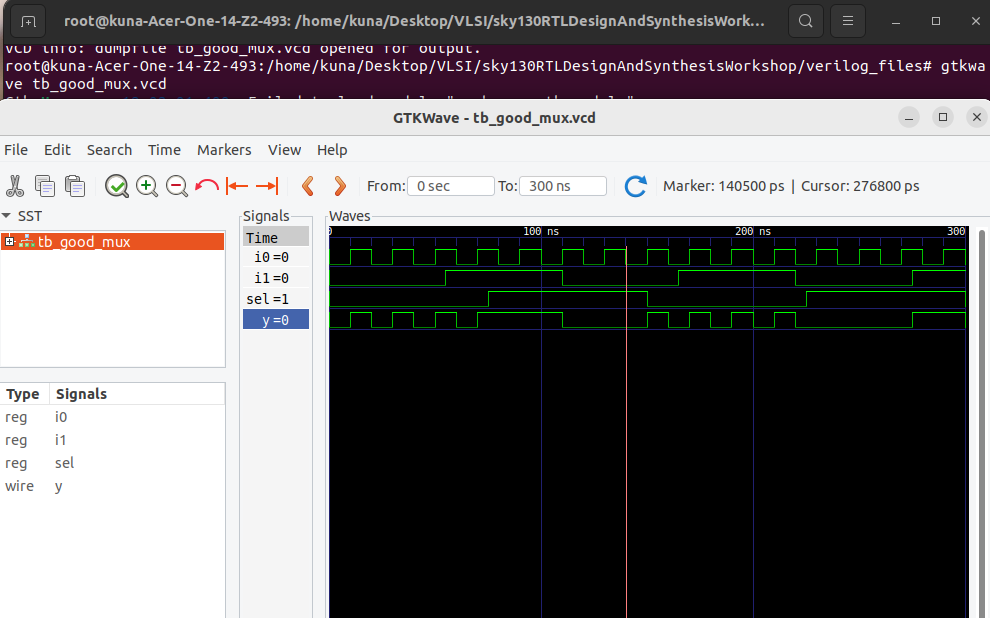 root@kuna-Acer-One-14-Z2-493: /home/kuna/Desktop/VLSI/sky130RTLDesignAndSynthesisWork...
VCD info: dumpfile tb_good_mux.vcd opened for output.
root@kuna-Acer-One-14-Z2-493:/home/kuna/Desktop/VLSI/sky130RTLDesignAndSynthesisWorkshop/verilog_files# gtkwa
ve tb_good_mux.vcd
GTKWave - tb_good_mux.vcd
File Edit Search Time Markers View Help
From: 0 sec To: 300 ns Marker: 140500 ps | Cursor: 276800 ps
SST
tb_good_mux
Type Signals
reg i0
reg i1
reg sel
wire y
Signals
Time
i0=0
i1=0
sel=1
y=0
Waves
0 100 ns 200 ns 300